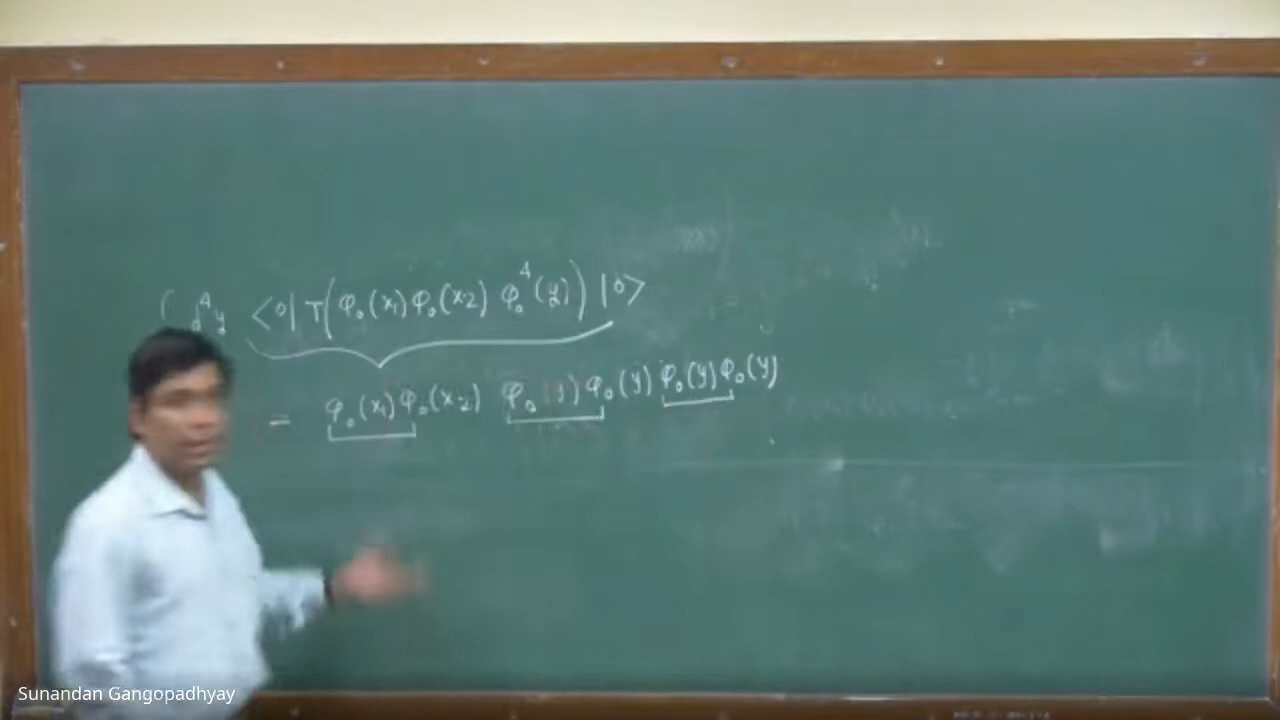 ∫ d⁴y <0| T(φ₀(x₁) φ₀(x₂) φ₀⁴(y)) |0>
= φ₀(x₁) φ₀(x₂) φ₀(y) φ₀(y) φ₀(y) φ₀(y)
Sunandan Gangopadhyay